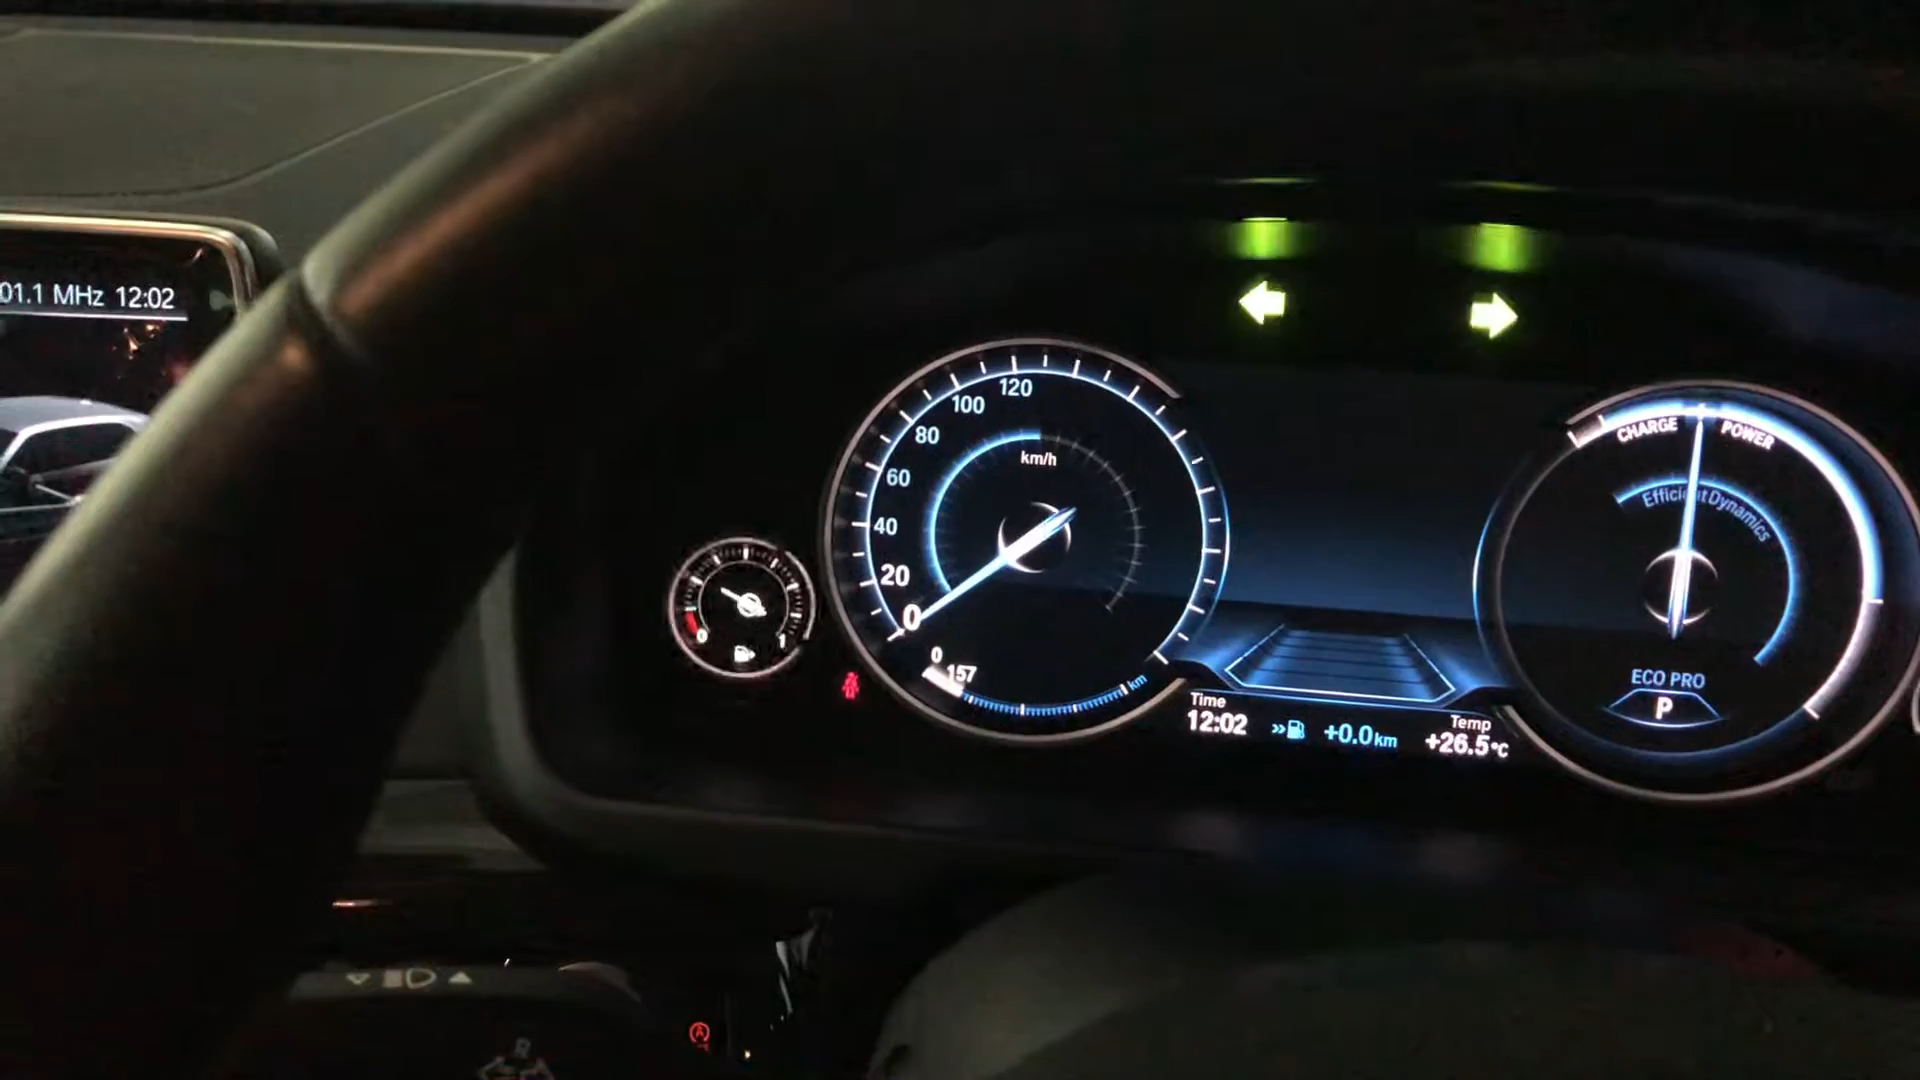 01.1 MHz 12:02
120
100
80
60
40
20
0
km/h
0
157
km
0
1
Time
12:02
+0.0km
Temp
+26.5°C
CHARGE
POWER
EfficientDynamics
ECO PRO
P
A
R